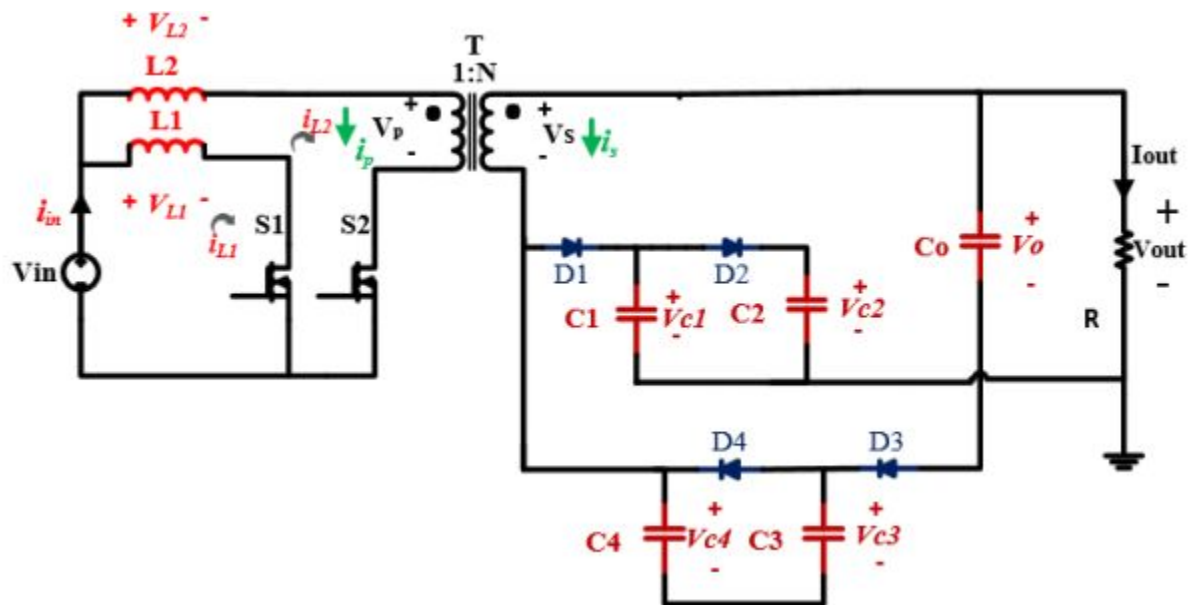 + VL2 -
L2
L1
+ VL1 -
iL2
iL1
iin
Vin
S1
S2
ip
Vp
+
-
T
1:N
+
Vs
-
is
D1
D2
C1
+
Vc1
-
C2
+
Vc2
-
Co
+
Vo
-
Iout
+
Vout
-
R
D4
D3
C4
+
Vc4
-
C3
+
Vc3
-